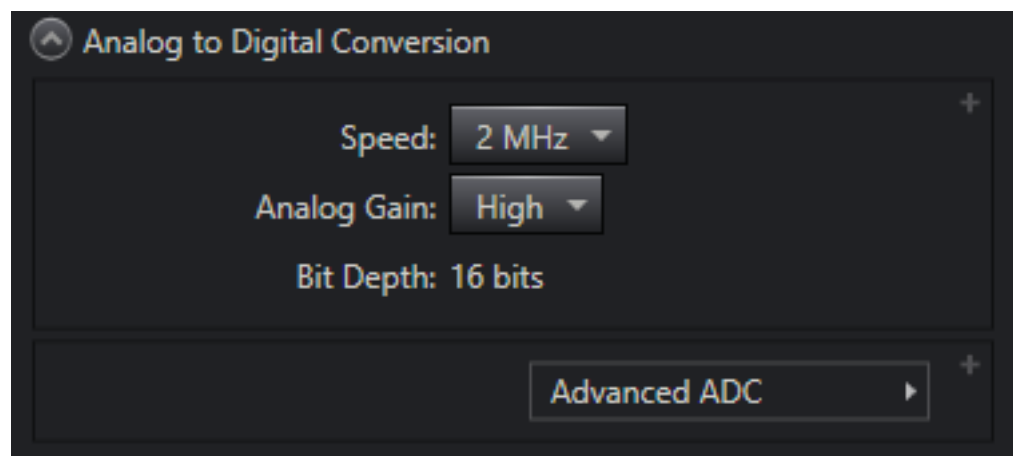 Analog to Digital Conversion
Speed: 2 MHz
Analog Gain: High
Bit Depth: 16 bits
Advanced ADC